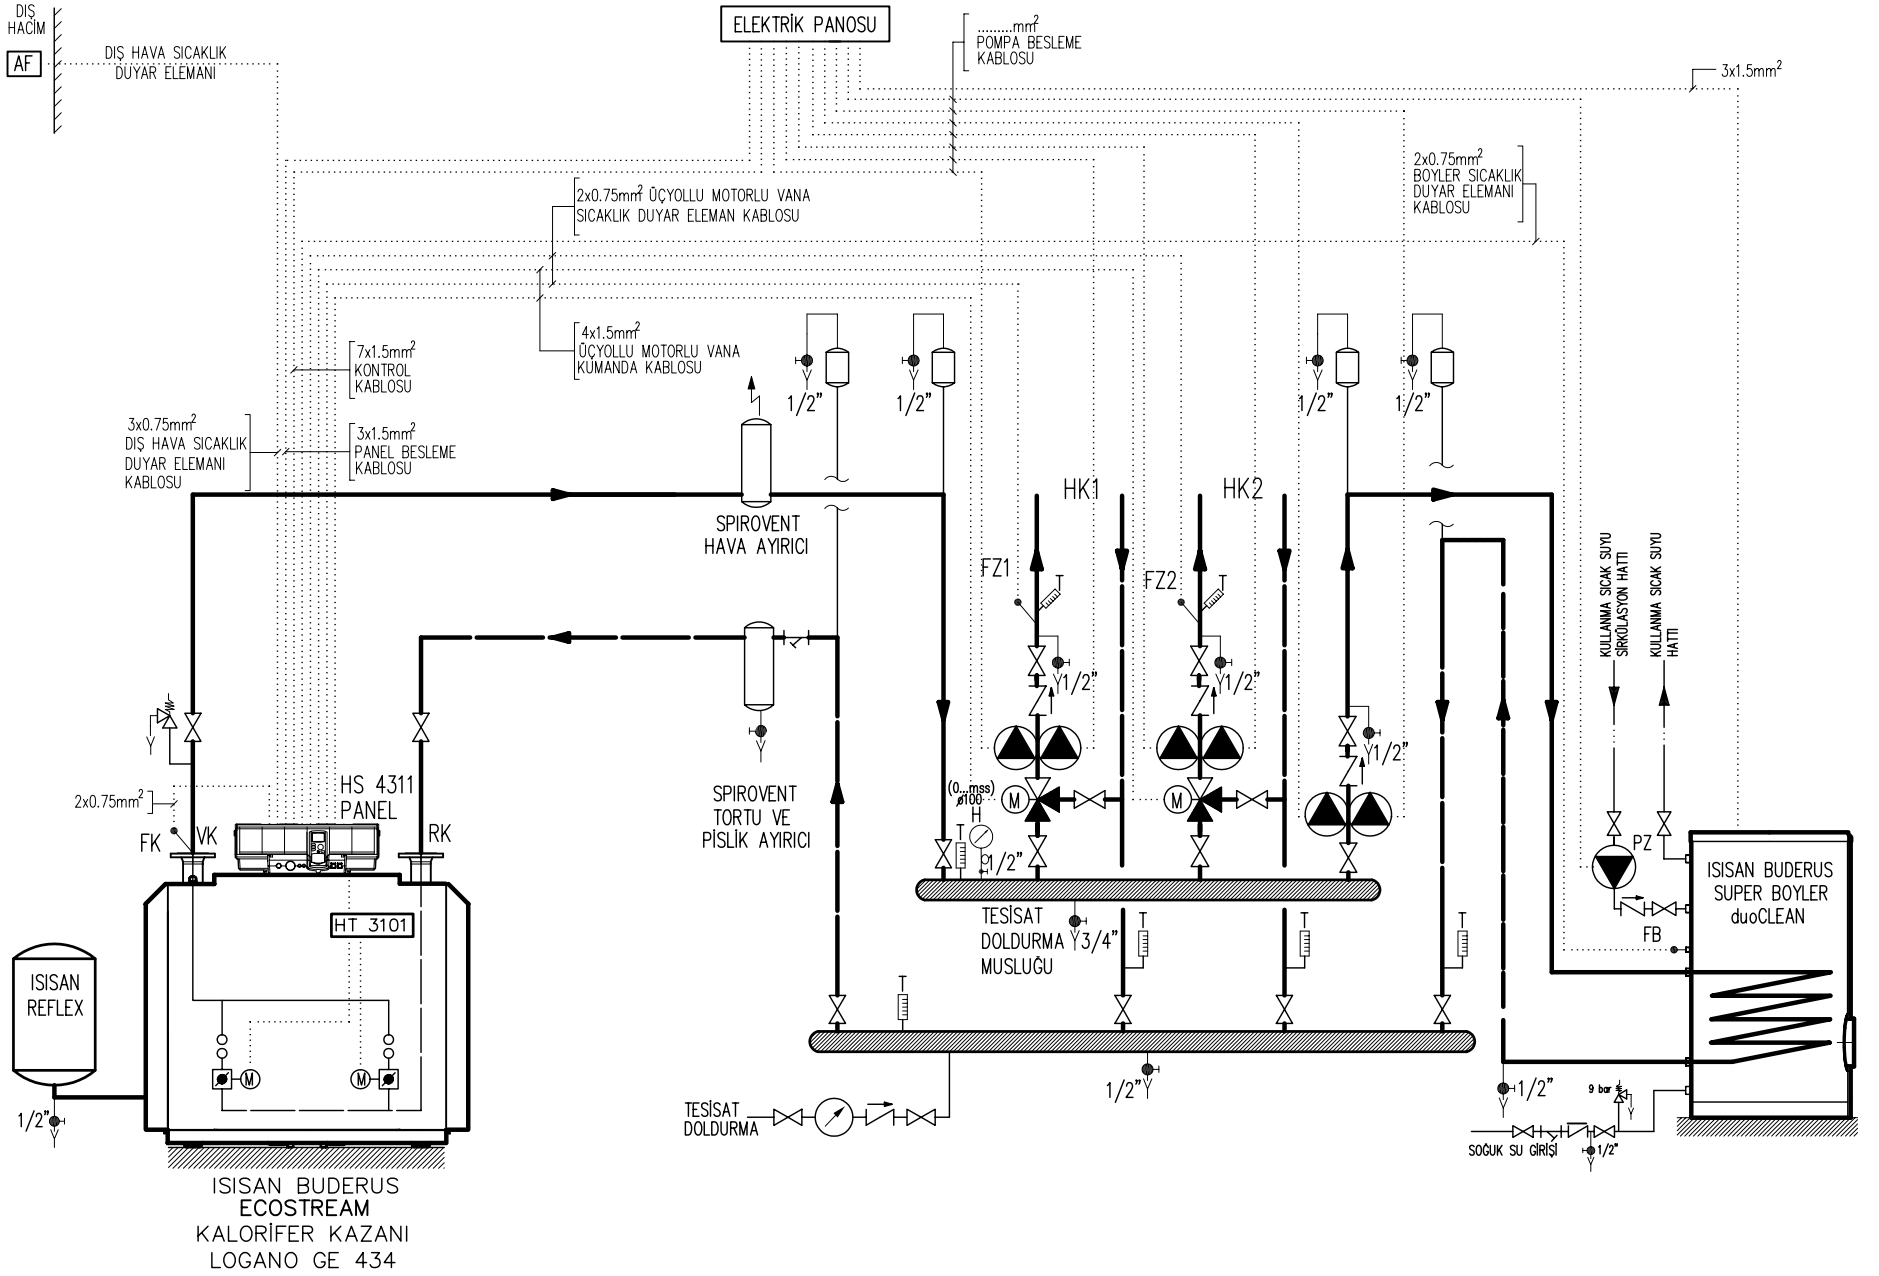 DIŞ
HACİM
AF
DIŞ HAVA SICAKLIK
DUYAR ELEMANI
ELEKTRİK PANOSU
.........mm²
POMPA BESLEME
KABLOSU
3x1.5mm²
2x0.75mm²
BOYLER SICAKLIK
DUYAR ELEMANI
KABLOSU
2x0.75mm² ÜÇYOLLU MOTORLU VANA
SICAKLIK DUYAR ELEMAN KABLOSU
4x1.5mm²
ÜÇYOLLU MOTORLU VANA
KUMANDA KABLOSU
7x1.5mm²
KONTROL
KABLOSU
3x0.75mm²
DIŞ HAVA SICAKLIK
DUYAR ELEMANI
KABLOSU
3x1.5mm²
PANEL BESLEME
KABLOSU
1/2"
1/2"
1/2"
1/2"
SPIROVENT
HAVA AYIRICI
HK1
HK2
FZ1
T
FZ2
T
1/2"
1/2"
1/2"
KULLANMA SICAK SUYU
SİRKÜLASYON HATTI
KULLANMA SICAK SUYU
HATTI
SPIROVENT
TORTU VE
PİSLİK AYIRICI
2x0.75mm²
HS 4311
PANEL
FK
VK
RK
(0...mss)
ø100
H
T
1/2"
M
M
PZ
FB
ISISAN BUDERUS
SUPER BOYLER
duoCLEAN
HT 3101
TESİSAT
DOLDURMA
MUSLUĞU
3/4"
T
T
T
T
ISISAN
REFLEX
1/2"
M
M
1/2"
1/2"
9 bar
TESİSAT
DOLDURMA
SOĞUK SU GİRİŞİ
1/2"
ISISAN BUDERUS
ECOSTREAM
KALORİFER KAZANI
LOGANO GE 434